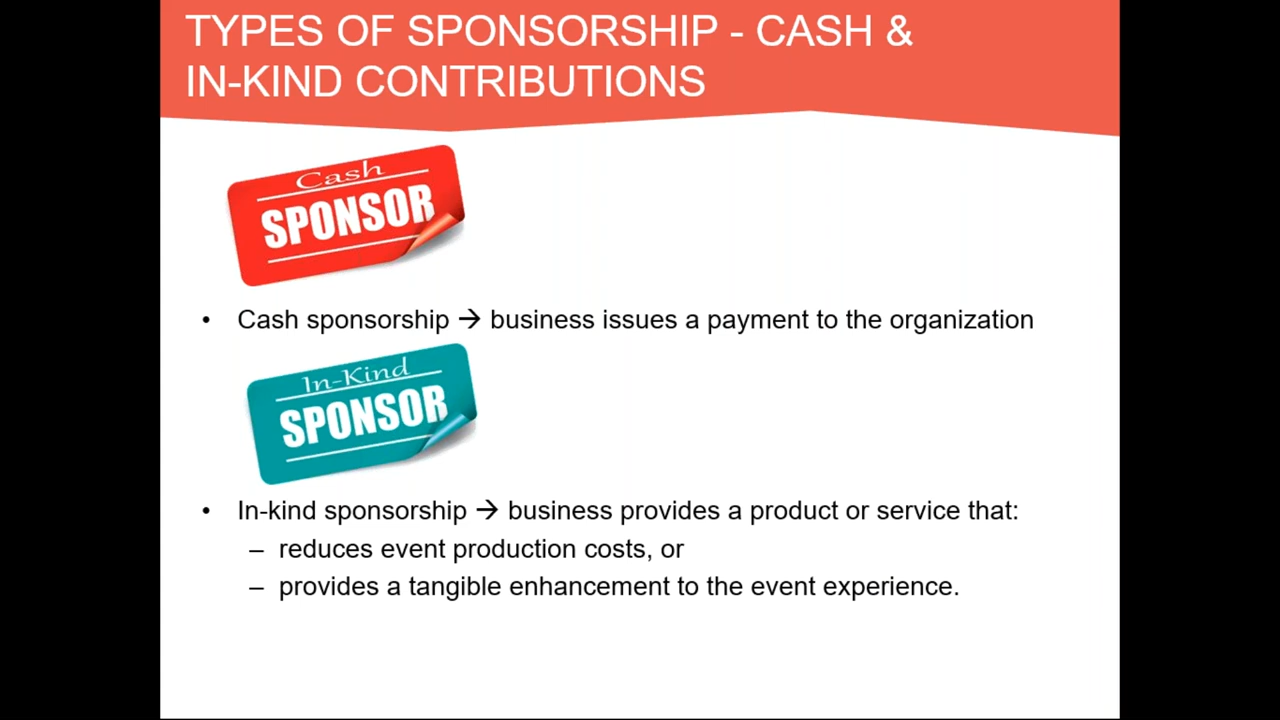 TYPES OF SPONSORSHIP - CASH &
IN-KIND CONTRIBUTIONS
Cash
SPONSOR
• Cash sponsorship → business issues a payment to the organization
In-Kind
SPONSOR
• In-kind sponsorship → business provides a product or service that:
– reduces event production costs, or
– provides a tangible enhancement to the event experience.